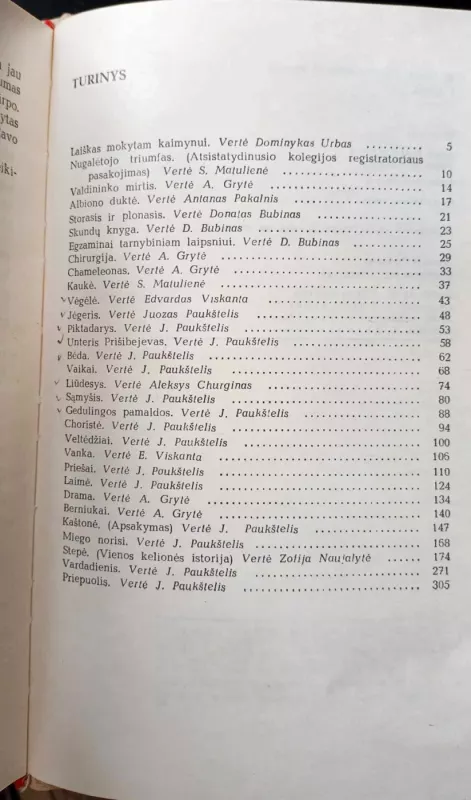 jau
umas
irpo.
ytas
davo
eiki-
TURINYS
Laiškas mokytam kaimynui. Vertė Dominykas Urbas .......... 5
Nugalėtojo triumfas. (Atsistatydinusio kolegijos registratoriaus
pasakojimas) Vertė S. Matulienė .......... 10
Valdininko mirtis. Vertė A. Grytė .......... 14
Albiono duktė. Vertė Antanas Pakalnis .......... 17
Storasis ir plonasis. Vertė Donatas Bubinas .......... 21
Skundų knyga. Vertė D. Bubinas .......... 23
Egzaminai tarnybiniam laipsniui. Vertė D. Bubinas .......... 25
Chirurgija. Vertė A. Grytė .......... 29
Chameleonas. Vertė A. Grytė .......... 33
Kaukė. Vertė S. Matulienė .......... 37
Vėgėlė. Vertė Edvardas Viskanta .......... 43
Jėgeris. Vertė Juozas Paukštelis .......... 48
Piktadarys. Vertė J. Paukštelis .......... 53
Unteris Prišibejevas. Vertė J. Paukštelis .......... 58
Bėda. Vertė J. Paukštelis .......... 62
Vaikai. Vertė J. Paukštelis .......... 68
Liūdesys. Vertė Aleksys Churginas .......... 74
Sąmyšis. Vertė J. Paukštelis .......... 80
Gedulingos pamaldos. Vertė J. Paukštelis .......... 88
Choristė. Vertė J. Paukštelis .......... 94
Veltėdžiai. Vertė J. Paukštelis .......... 100
Vanka. Vertė E. Viskanta .......... 106
Priešai. Vertė J. Paukštelis .......... 110
Laimė. Vertė J. Paukštelis .......... 124
Drama. Vertė A. Grytė .......... 134
Berniukai. Vertė A. Grytė .......... 140
Kaštonė. (Apsakymas) Vertė J. Paukštelis .......... 147
Miego norisi. Vertė J. Paukštelis .......... 168
Stepė. (Vienos kelionės istorija) Vertė Zofija Naujalytė .......... 174
Vardadienis. Vertė J. Paukštelis .......... 271
Priepuolis. Vertė J. Paukštelis .......... 305